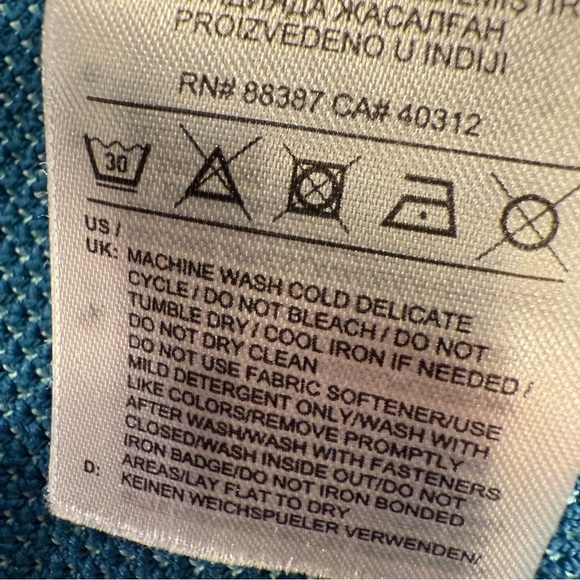 PROIZVEDENO U INDIJI
RN# 88387 CA# 40312
30
US /
UK: MACHINE WASH COLD DELICATE
CYCLE / DO NOT BLEACH / DO NOT
TUMBLE DRY / COOL IRON IF NEEDED /
DO NOT DRY CLEAN
DO NOT USE FABRIC SOFTENER/USE
MILD DETERGENT ONLY/WASH WITH
LIKE COLORS/REMOVE PROMPTLY
AFTER WASH/WASH WITH FASTENERS
CLOSED/WASH INSIDE OUT/DO NOT
IRON BADGE/DO NOT IRON BONDED
AREAS/LAY FLAT TO DRY
D: KEINEN WEICHSPUELER VERWENDEN/